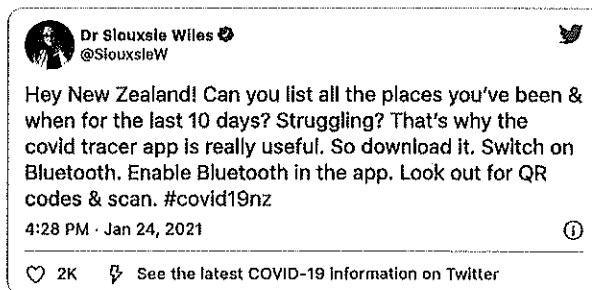 Dr Siouxsie Wiles
@SiouxsieW
Hey New Zealand! Can you list all the places you've been &
when for the last 10 days? Struggling? That's why the
covid tracer app is really useful. So download it. Switch on
Bluetooth. Enable Bluetooth in the app. Look out for QR
codes & scan. #covid19nz
4:28 PM · Jan 24, 2021
2K See the latest COVID-19 information on Twitter